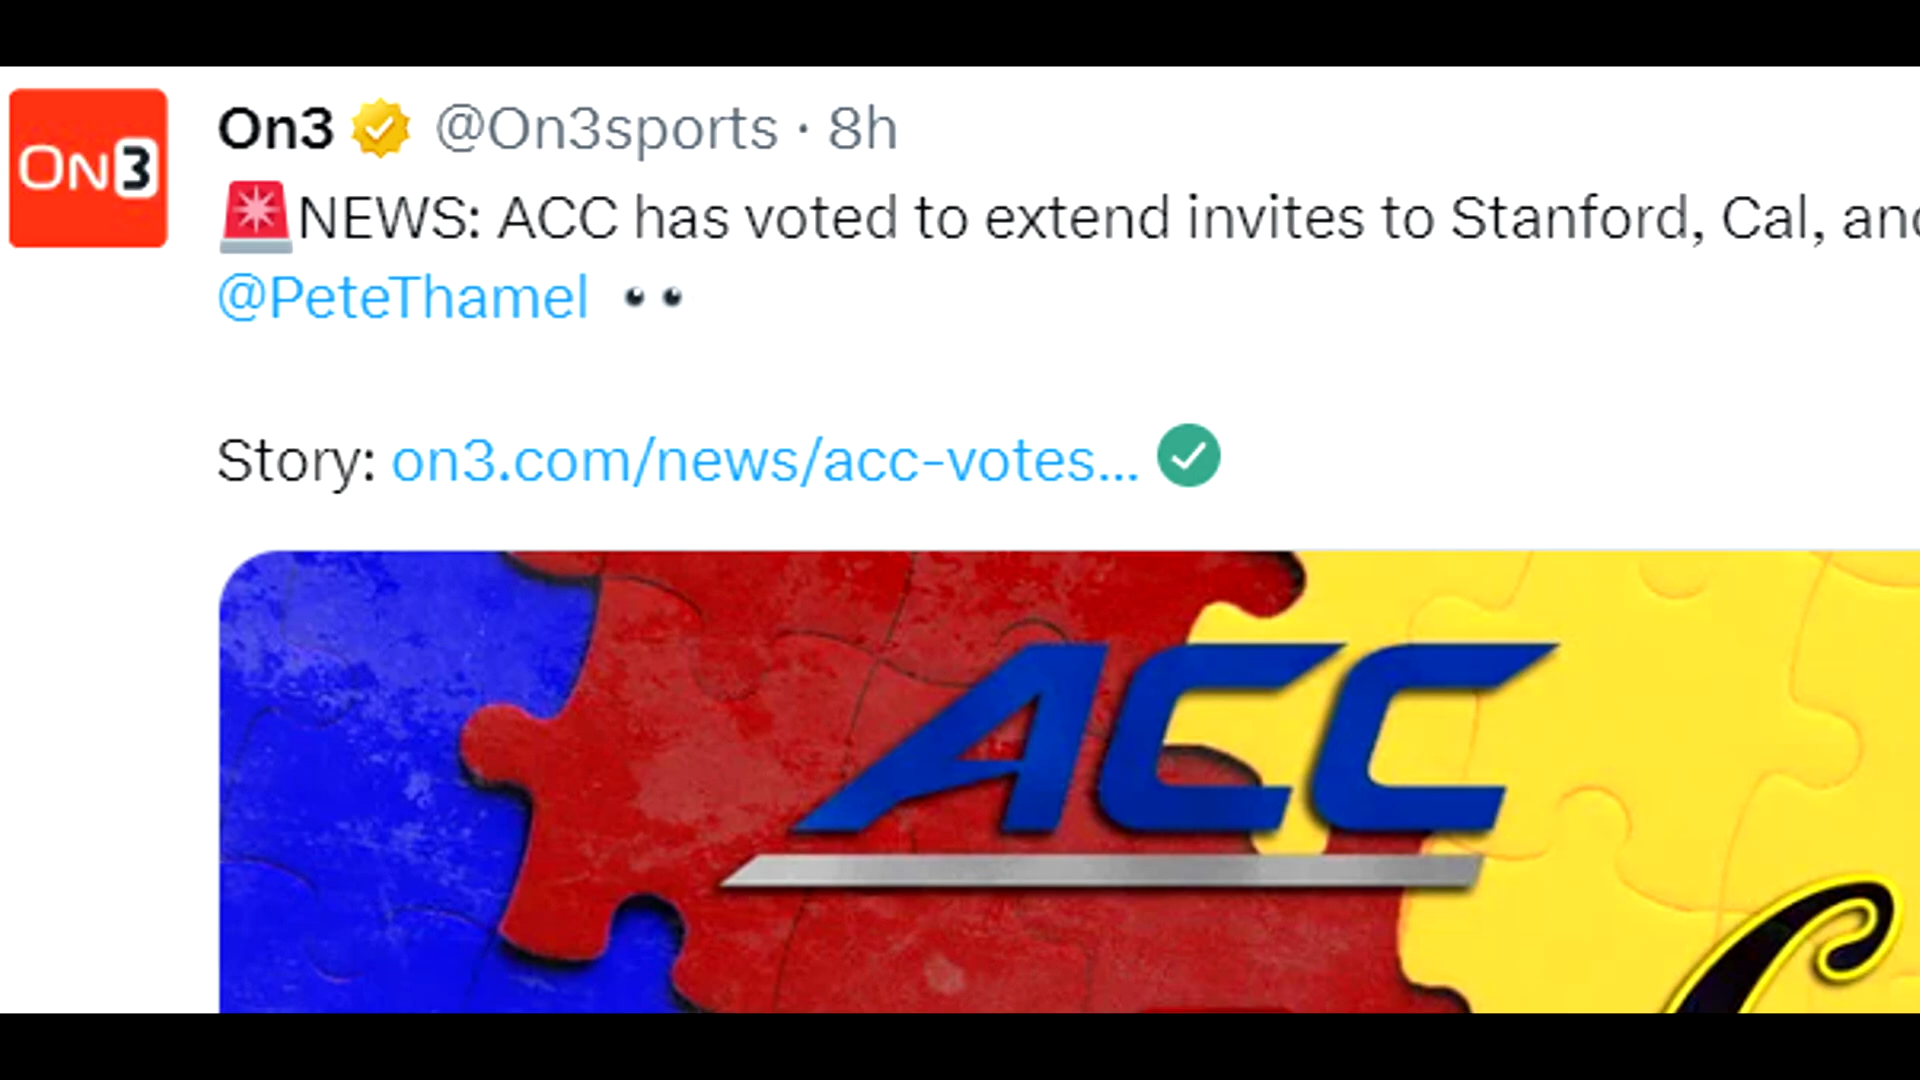 ON3
On3 @On3sports · 8h
NEWS: ACC has voted to extend invites to Stanford, Cal, and
@PeteThamel
Story: on3.com/news/acc-votes...
ACC